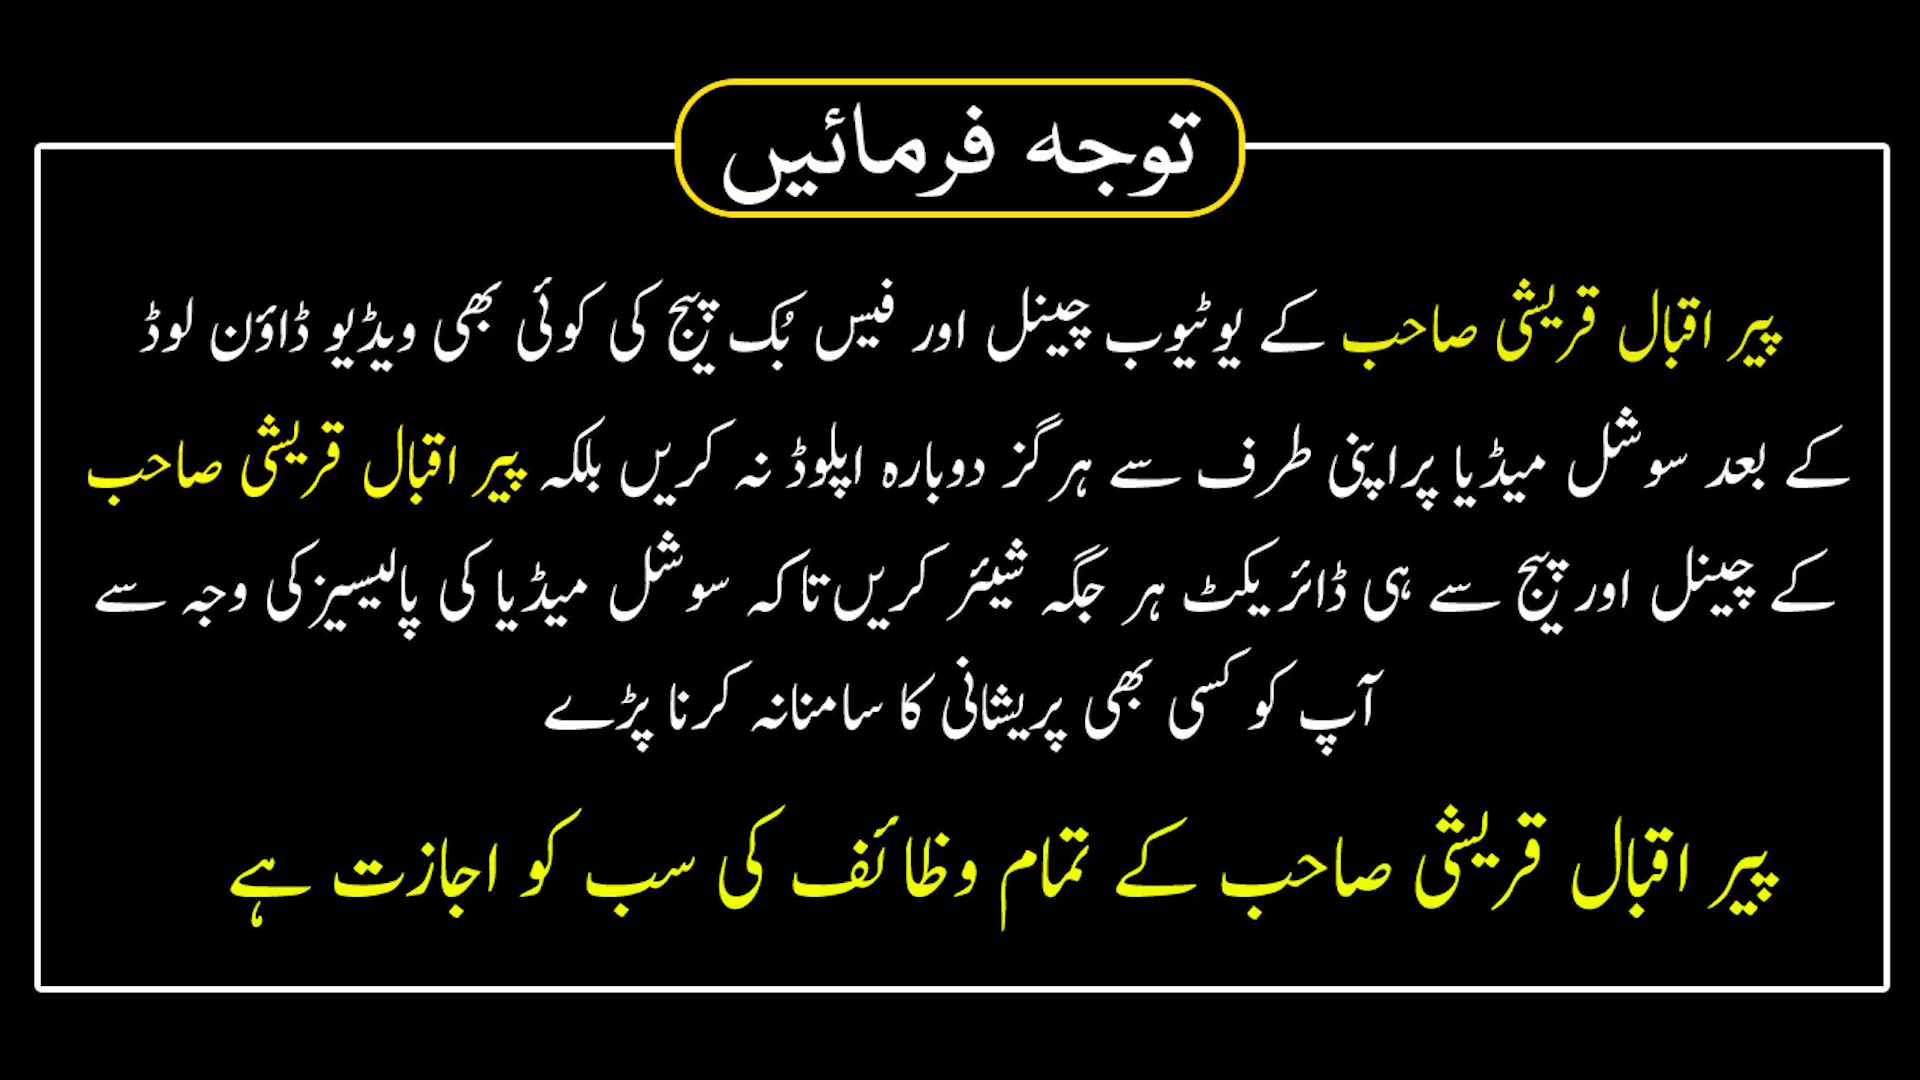 توجہ فرمائیں
پیر اقبال قریشی صاحب کے یوٹیوب چینل اور فیس بُک پیج کی کوئی بھی ویڈیو ڈاؤن لوڈ
کے بعد سوشل میڈیا پر اپنی طرف سے ہرگز دوبارہ اپلوڈ نہ کریں بلکہ پیر اقبال قریشی صاحب
کے چینل اور پیج سے ہی ڈائریکٹ ہر جگہ شیئر کریں تاکہ سوشل میڈیا کی پالیسیز کی وجہ سے
آپ کو کسی بھی پریشانی کا سامنا نہ کرنا پڑے
پیر اقبال قریشی صاحب کے تمام وظائف کی سب کو اجازت ہے